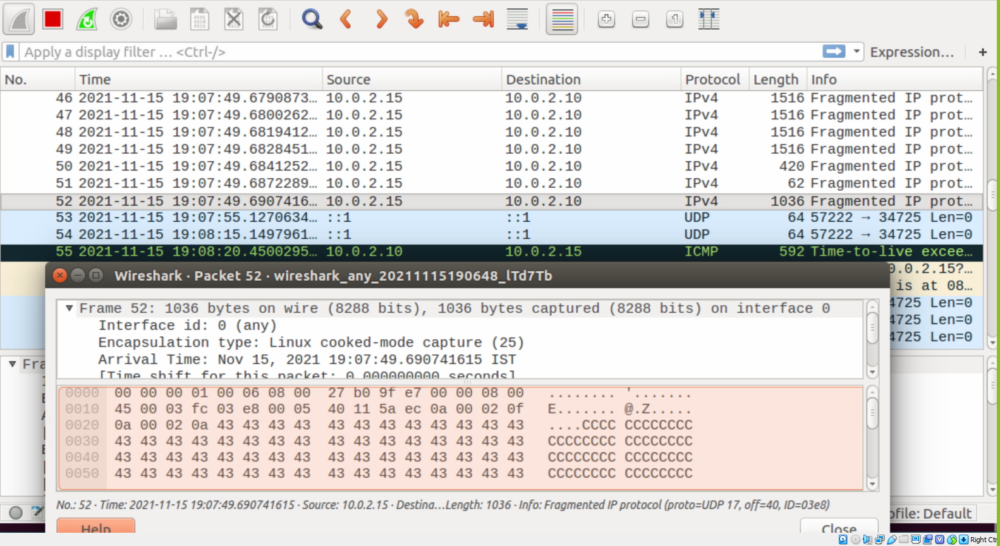 Apply a display filter … <Ctrl-/> Expression… +
No. Time Source Destination Protocol Length Info
46 2021-11-15 19:07:49.6790873… 10.0.2.15 10.0.2.10 IPv4 1516 Fragmented IP prot…
47 2021-11-15 19:07:49.6800262… 10.0.2.15 10.0.2.10 IPv4 1516 Fragmented IP prot…
48 2021-11-15 19:07:49.6819412… 10.0.2.15 10.0.2.10 IPv4 1516 Fragmented IP prot…
49 2021-11-15 19:07:49.6828451… 10.0.2.15 10.0.2.10 IPv4 1516 Fragmented IP prot…
50 2021-11-15 19:07:49.6841252… 10.0.2.15 10.0.2.10 IPv4 420 Fragmented IP prot…
51 2021-11-15 19:07:49.6872289… 10.0.2.15 10.0.2.10 IPv4 62 Fragmented IP prot…
52 2021-11-15 19:07:49.6907416… 10.0.2.15 10.0.2.10 IPv4 1036 Fragmented IP prot…
53 2021-11-15 19:07:55.1270634… ::1 ::1 UDP 64 57222 → 34725 Len=0
54 2021-11-15 19:08:15.1497961… ::1 ::1 UDP 64 57222 → 34725 Len=0
55 2021-11-15 19:08:20.4500295… 10.0.2.10 10.0.2.15 ICMP 592 Time-to-live excee…
0.0.2.15?…
is at 08…
4725 Len=0
4725 Len=0
4725 Len=0
Fra
Wireshark · Packet 52 · wireshark_any_20211115190648_lTd7Tb
Frame 52: 1036 bytes on wire (8288 bits), 1036 bytes captured (8288 bits) on interface 0
Interface id: 0 (any)
Encapsulation type: Linux cooked-mode capture (25)
Arrival Time: Nov 15, 2021 19:07:49.690741615 IST
[Time shift for this packet: 0.000000000 seconds]
0000 00 00 00 01 00 06 08 00 27 b0 9f e7 00 00 08 00 ........ '.......
0010 45 00 03 fc 03 e8 00 05 40 11 5a ec 0a 00 02 0f E....... @.Z.....
0020 0a 00 02 0a 43 43 43 43 43 43 43 43 43 43 43 43 ....CCCC CCCCCCCC
0030 43 43 43 43 43 43 43 43 43 43 43 43 43 43 43 43 CCCCCCCC CCCCCCCC
0040 43 43 43 43 43 43 43 43 43 43 43 43 43 43 43 43 CCCCCCCC CCCCCCCC
0050 43 43 43 43 43 43 43 43 43 43 43 43 43 43 43 43 CCCCCCCC CCCCCCCC
No.: 52 · Time: 2021-11-15 19:07:49.690741615 · Source: 10.0.2.15 · Destina…Length: 1036 · Info: Fragmented IP protocol (proto=UDP 17, off=40, ID=03e8)
Help Close
ofile: Default
Right Ctr